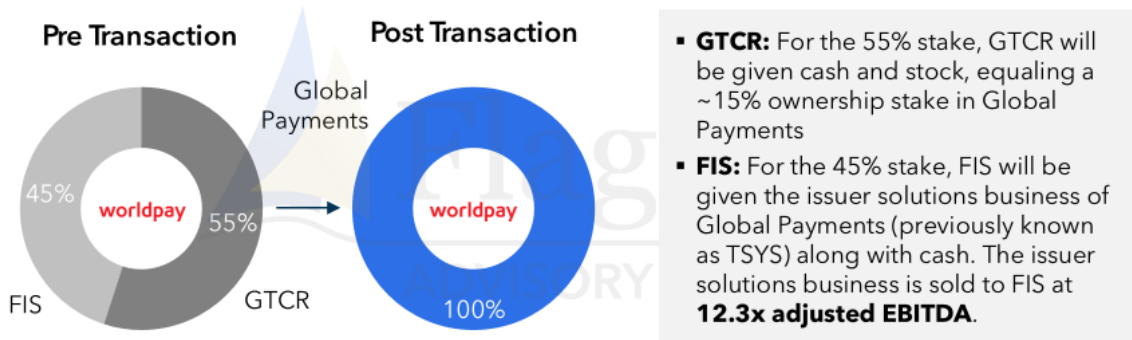 Pre Transaction
Post Transaction
Global
Payments
45%
worldpay
55%
FIS
GTCR
worldpay
100%
Flag
ADVISORY
▪ GTCR: For the 55% stake, GTCR will
be given cash and stock, equaling a
~15% ownership stake in Global
Payments
▪ FIS: For the 45% stake, FIS will be
given the issuer solutions business of
Global Payments (previously known
as TSYS) along with cash. The issuer
solutions business is sold to FIS at
12.3x adjusted EBITDA.